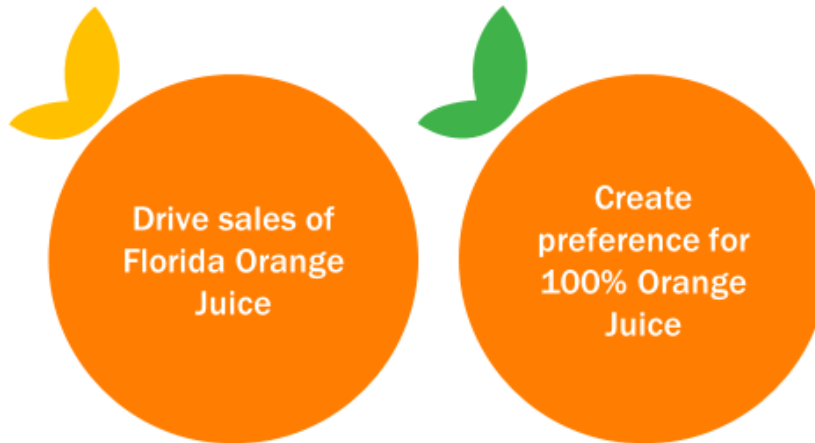 Drive sales of
Florida Orange
Juice
Create
preference for
100% Orange
Juice